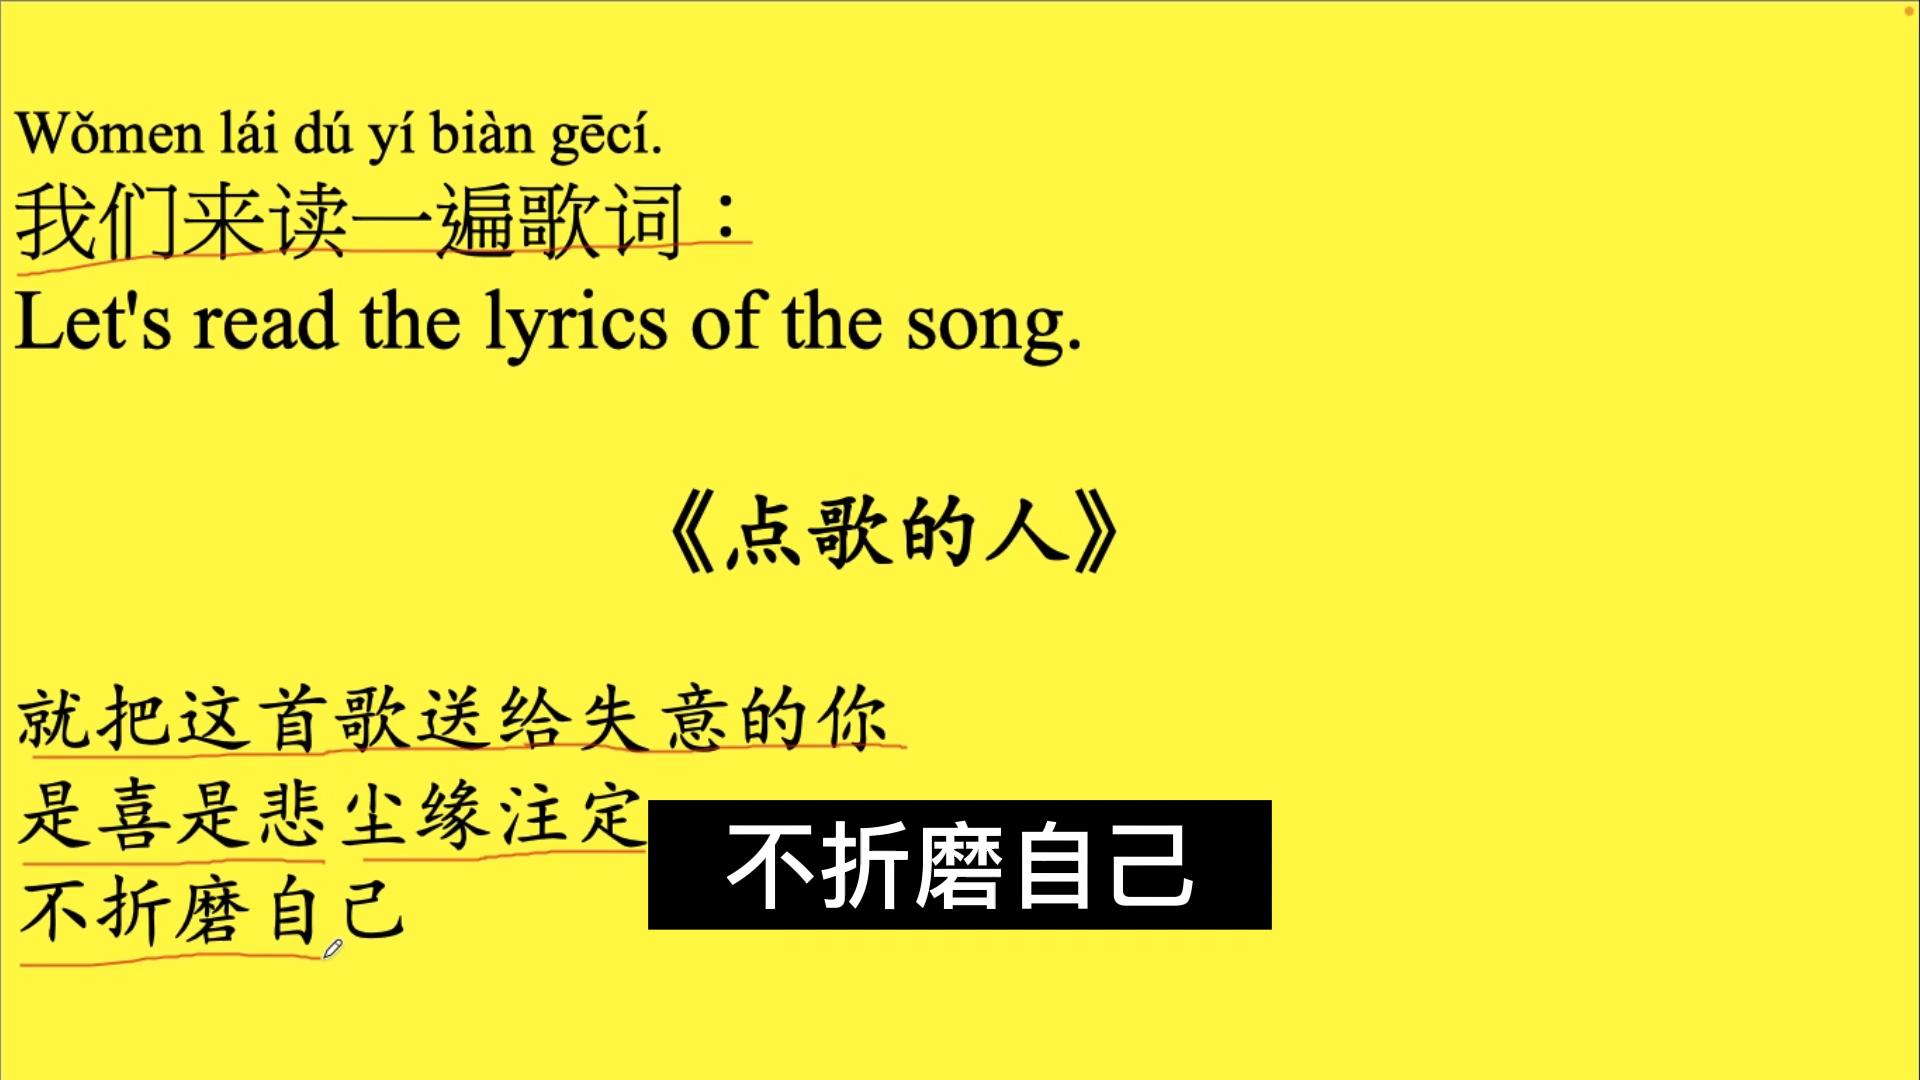 Wǒmen lái dú yí biàn gēcí.
我们来读一遍歌词：
Let's read the lyrics of the song.
《点歌的人》
就把这首歌送给失意的你
是喜是悲 尘缘注定
不折磨自己
不折磨自己